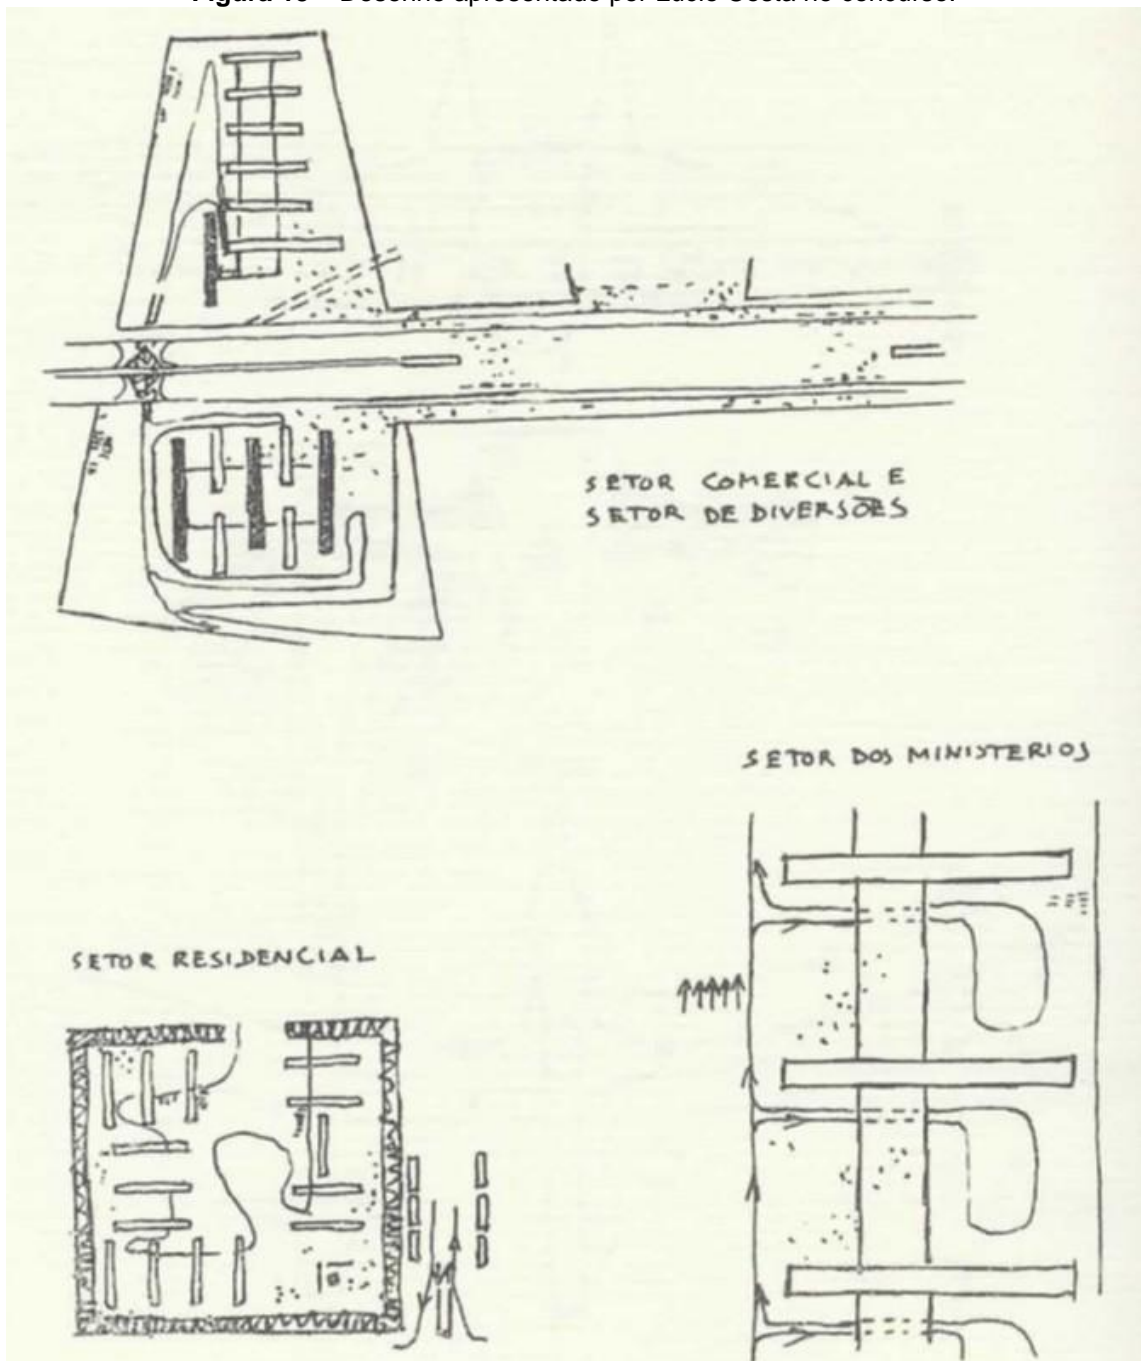 SETOR COMERCIAL E
SETOR DE DIVERSÕES
SETOR DOS MINISTERIOS
SETOR RESIDENCIAL